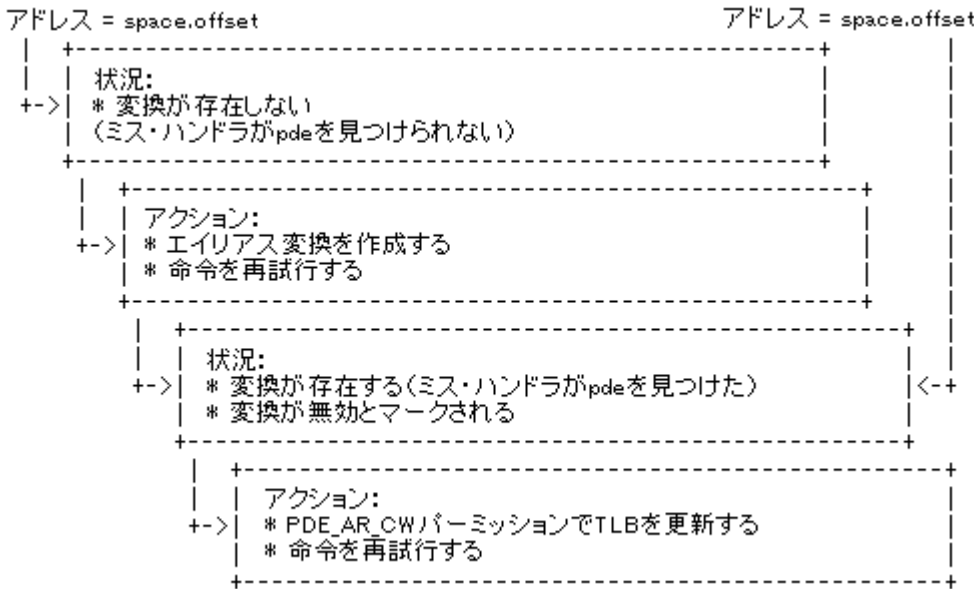 アドレス = space.offset アドレス = space.offset
状況:
* 変換が存在しない
(ミス・ハンドラがpdeを見つけられない)
アクション:
* エイリアス変換を作成する
* 命令を再試行する
状況:
* 変換が存在する(ミス・ハンドラがpdeを見つけた)
* 変換が無効とマークされる
アクション:
* PDE_AR_CWパーミッションでTLBを更新する
* 命令を再試行する